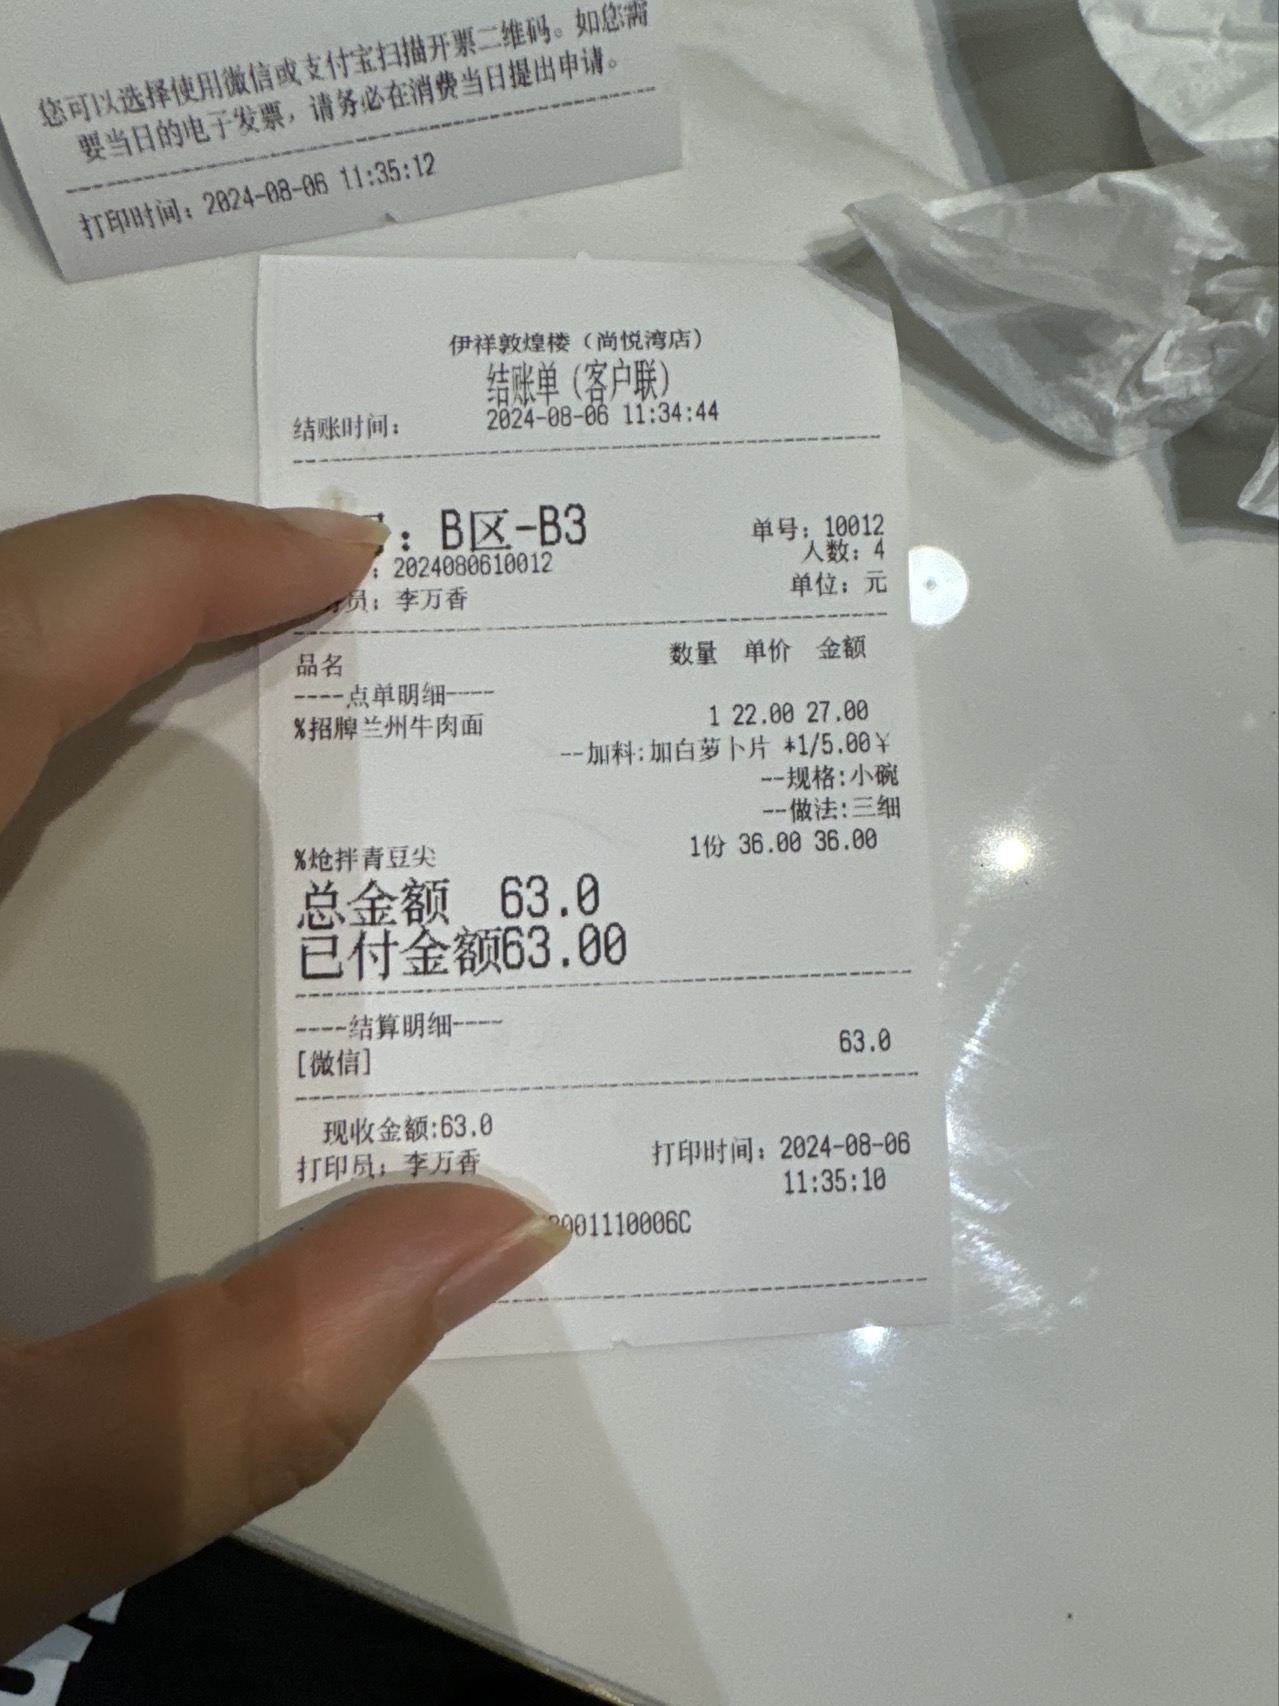 您可以选择使用微信或支付宝扫描开票二维码。如您需
要当日的电子发票，请务必在消费当日提出申请。
打印时间：2024-08-06 11:35:12
伊祥敦煌楼（尚悦湾店）
结账单（客户联）
结账时间： 2024-08-06 11:34:44
：B区-B3 单号：10012
人数：4
：2024080610012
员：李万香 单位：元
品名 数量 单价 金额
----点单明细----
%招牌兰州牛肉面 1 22.00 27.00
--加料:加白萝卜片 *1/5.00¥
--规格:小碗
--做法:三细
%炝拌青豆尖 1份 36.00 36.00
总金额 63.0
已付金额63.00
----结算明细----
[微信] 63.0
现收金额:63.0
打印员：李万香 打印时间：2024-08-06
11:35:10
001110006C